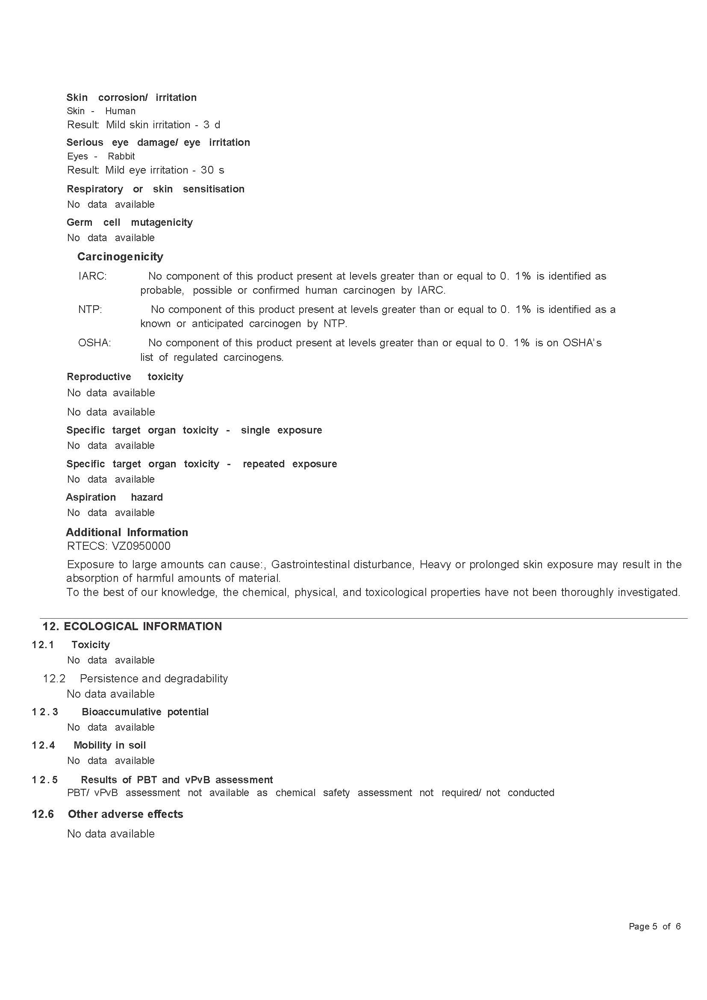 Skin corrosion/ irritation
Skin - Human
Result: Mild skin irritation - 3 d
Serious eye damage/ eye irritation
Eyes - Rabbit
Result: Mild eye irritation - 30 s
Respiratory or skin sensitisation
No data available
Germ cell mutagenicity
No data available
Carcinogenicity
IARC: No component of this product present at levels greater than or equal to 0. 1% is identified as
probable, possible or confirmed human carcinogen by IARC.
NTP: No component of this product present at levels greater than or equal to 0. 1% is identified as a
known or anticipated carcinogen by NTP.
OSHA: No component of this product present at levels greater than or equal to 0. 1% is on OSHA’s
list of regulated carcinogens.
Reproductive toxicity
No data available
No data available
Specific target organ toxicity - single exposure
No data available
Specific target organ toxicity - repeated exposure
No data available
Aspiration hazard
No data available
Additional Information
RTECS: VZ0950000
Exposure to large amounts can cause:, Gastrointestinal disturbance, Heavy or prolonged skin exposure may result in the
absorption of harmful amounts of material.
To the best of our knowledge, the chemical, physical, and toxicological properties have not been thoroughly investigated.
12. ECOLOGICAL INFORMATION
12.1 Toxicity
No data available
12.2 Persistence and degradability
No data available
12.3 Bioaccumulative potential
No data available
12.4 Mobility in soil
No data available
12.5 Results of PBT and vPvB assessment
PBT/ vPvB assessment not available as chemical safety assessment not required/ not conducted
12.6 Other adverse effects
No data available
Page 5 of 6